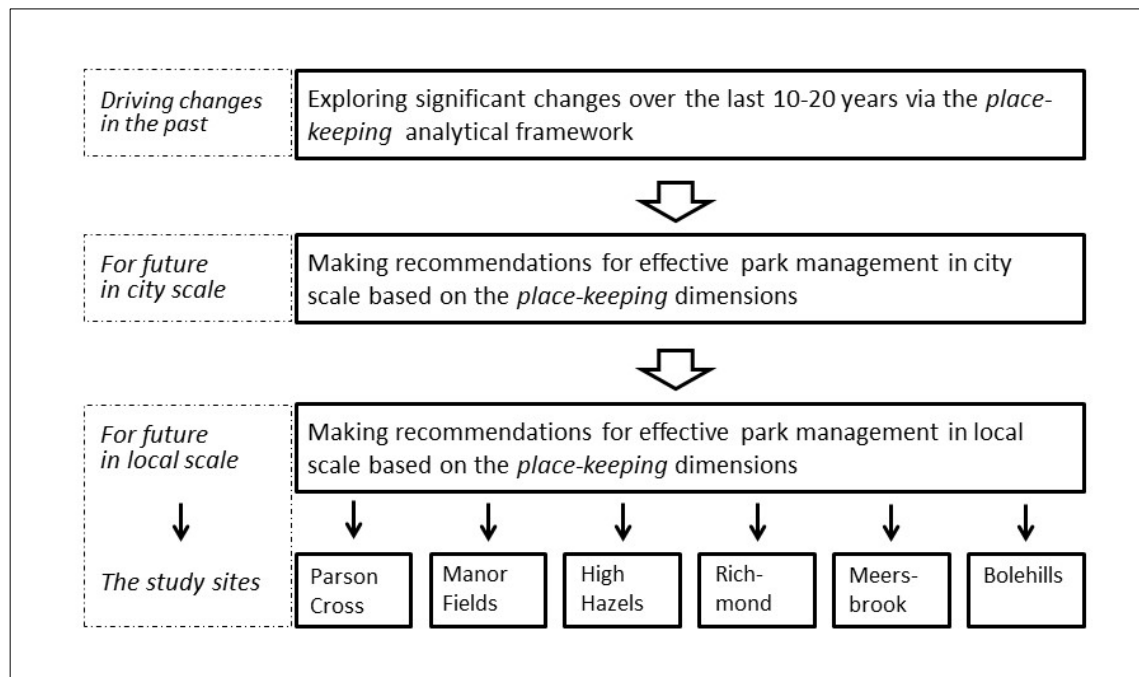 Driving changes
in the past
Exploring significant changes over the last 10-20 years via the place-
keeping analytical framework
For future
in city scale
Making recommendations for effective park management in city
scale based on the place-keeping dimensions
For future
in local scale
Making recommendations for effective park management in local
scale based on the place-keeping dimensions
The study sites
Parson
Cross
Manor
Fields
High
Hazels
Rich-
mond
Meers-
brook
Bolehills